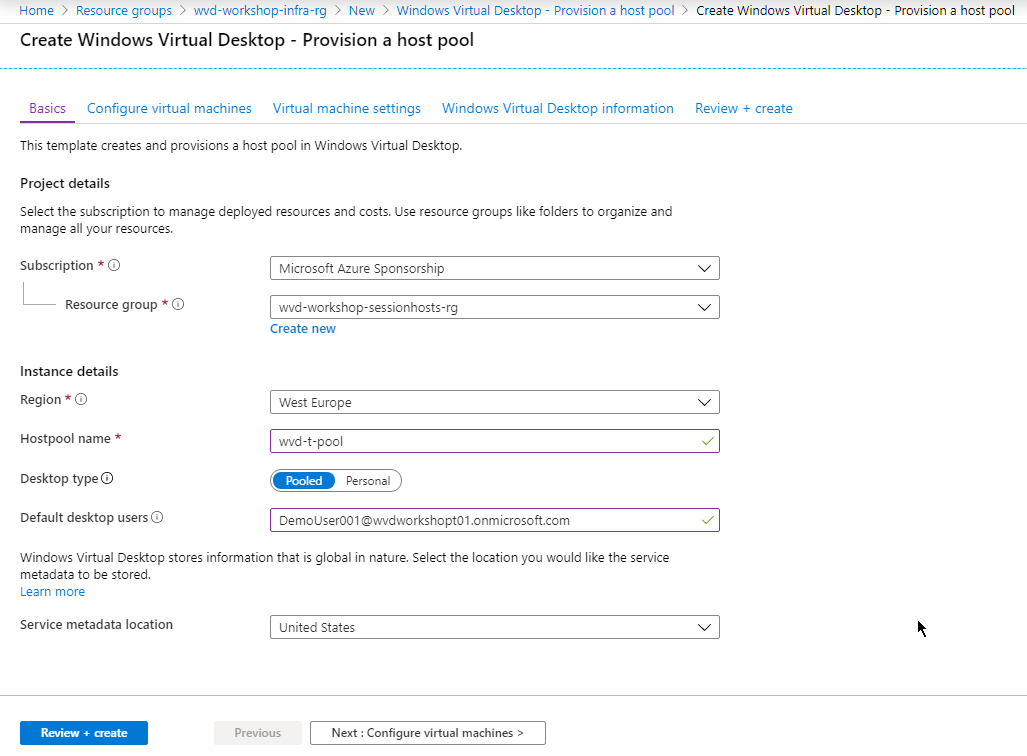 Home > Resource groups > wvd-workshop-infra-rg > New > Windows Virtual Desktop - Provision a host pool > Create Windows Virtual Desktop - Provision a host pool
Create Windows Virtual Desktop - Provision a host pool
Basics Configure virtual machines Virtual machine settings Windows Virtual Desktop information Review + create
This template creates and provisions a host pool in Windows Virtual Desktop.
Project details
Select the subscription to manage deployed resources and costs. Use resource groups like folders to organize and
manage all your resources.
Subscription * Microsoft Azure Sponsorship
Resource group * wvd-workshop-sessionhosts-rg
Create new
Instance details
Region * West Europe
Hostpool name * wvd-t-pool
Desktop type Pooled Personal
Default desktop users DemoUser001@wvdworkshopt01.onmicrosoft.com
Windows Virtual Desktop stores information that is global in nature. Select the location you would like the service
metadata to be stored.
Learn more
Service metadata location United States
Review + create Previous Next : Configure virtual machines >